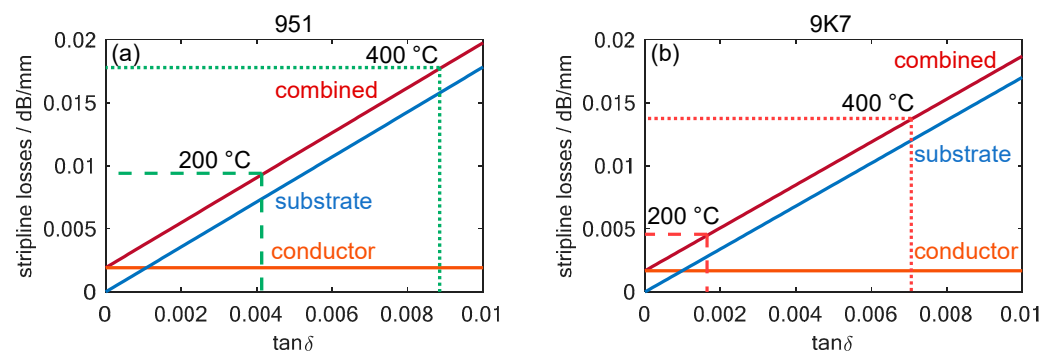 951
(a)
400 °C
combined
200 °C
substrate
conductor
0.02
0.015
0.01
0.005
0
0 0.002 0.004 0.006 0.008 0.01
tanδ
stripline losses / dB/mm
9K7
(b)
combined
400 °C
substrate
200 °C
conductor
0.02
0.015
0.01
0.005
0
0 0.002 0.004 0.006 0.008 0.01
tanδ
stripline losses / dB/mm